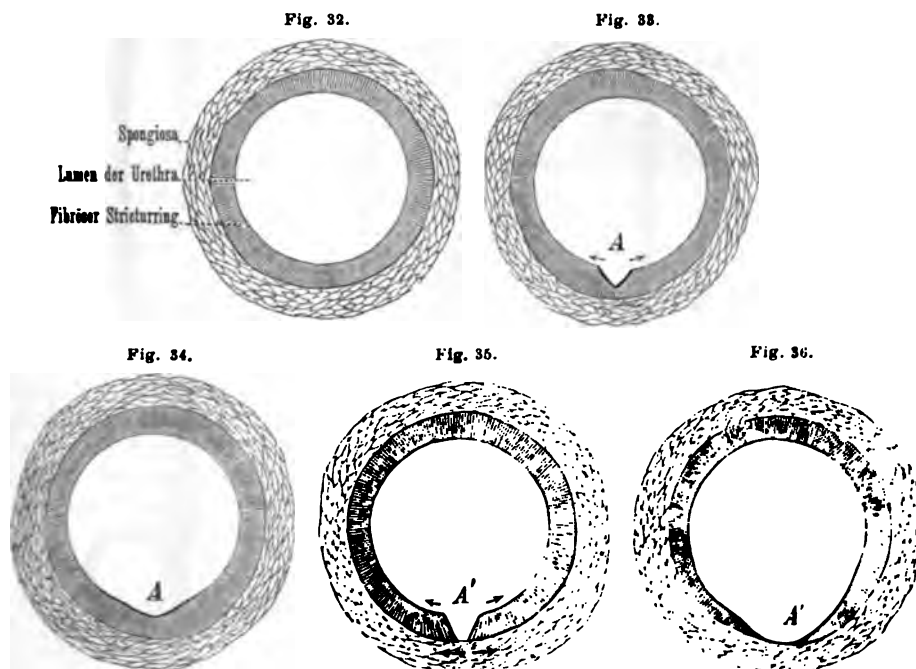 Fig. 32.
Fig. 33.
Spongiosa
Lumen der Urethra
Fibröser Stricturring
A
Fig. 34.
Fig. 35.
Fig. 36.
A
A'
A'